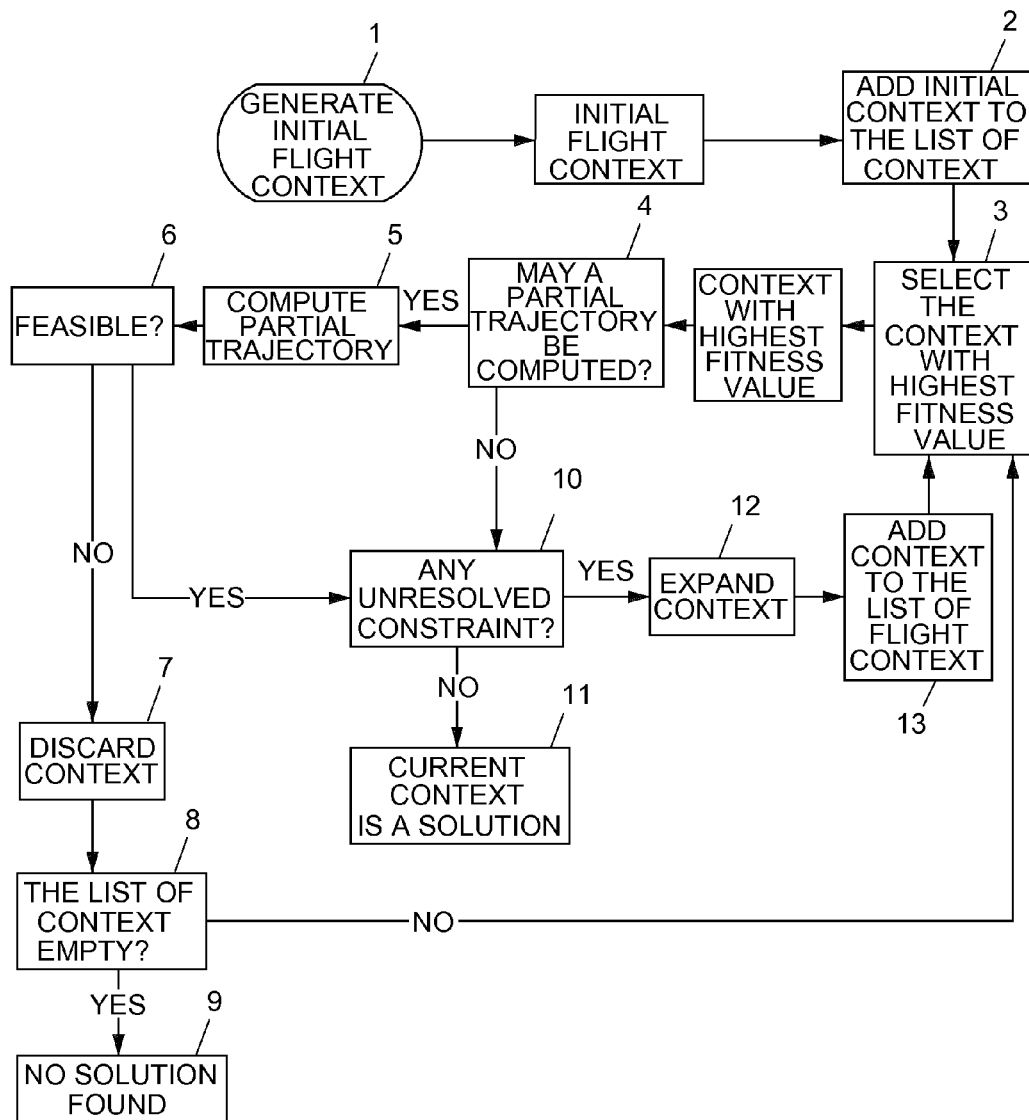 1
GENERATE
INITIAL
FLIGHT
CONTEXT
INITIAL
FLIGHT
CONTEXT
2
ADD INITIAL
CONTEXT TO
THE LIST OF
CONTEXT
3
SELECT
THE
CONTEXT
WITH
HIGHEST
FITNESS
VALUE
CONTEXT
WITH
HIGHEST
FITNESS
VALUE
4
MAY A
PARTIAL
TRAJECTORY
BE
COMPUTED?
YES
5
COMPUTE
PARTIAL
TRAJECTORY
6
FEASIBLE?
NO
NO
YES
10
ANY
UNRESOLVED
CONSTRAINT?
YES
12
EXPAND
CONTEXT
ADD
CONTEXT
TO THE
LIST OF
FLIGHT
CONTEXT
13
NO
11
CURRENT
CONTEXT
IS A SOLUTION
7
DISCARD
CONTEXT
8
THE LIST OF
CONTEXT
EMPTY?
NO
YES
9
NO SOLUTION
FOUND